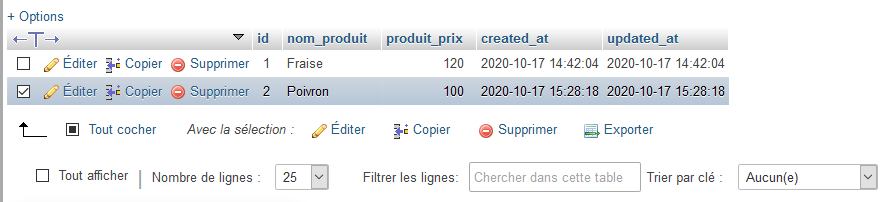 + Options
id nom_produit produit_prix created_at updated_at
Éditer Copier Supprimer 1 Fraise 120 2020-10-17 14:42:04 2020-10-17 14:42:04
Éditer Copier Supprimer 2 Poivron 100 2020-10-17 15:28:18 2020-10-17 15:28:18
Tout cocher Avec la sélection : Éditer Copier Supprimer Exporter
Tout afficher Nombre de lignes : 25 Filtrer les lignes: Chercher dans cette table Trier par clé : Aucun(e)